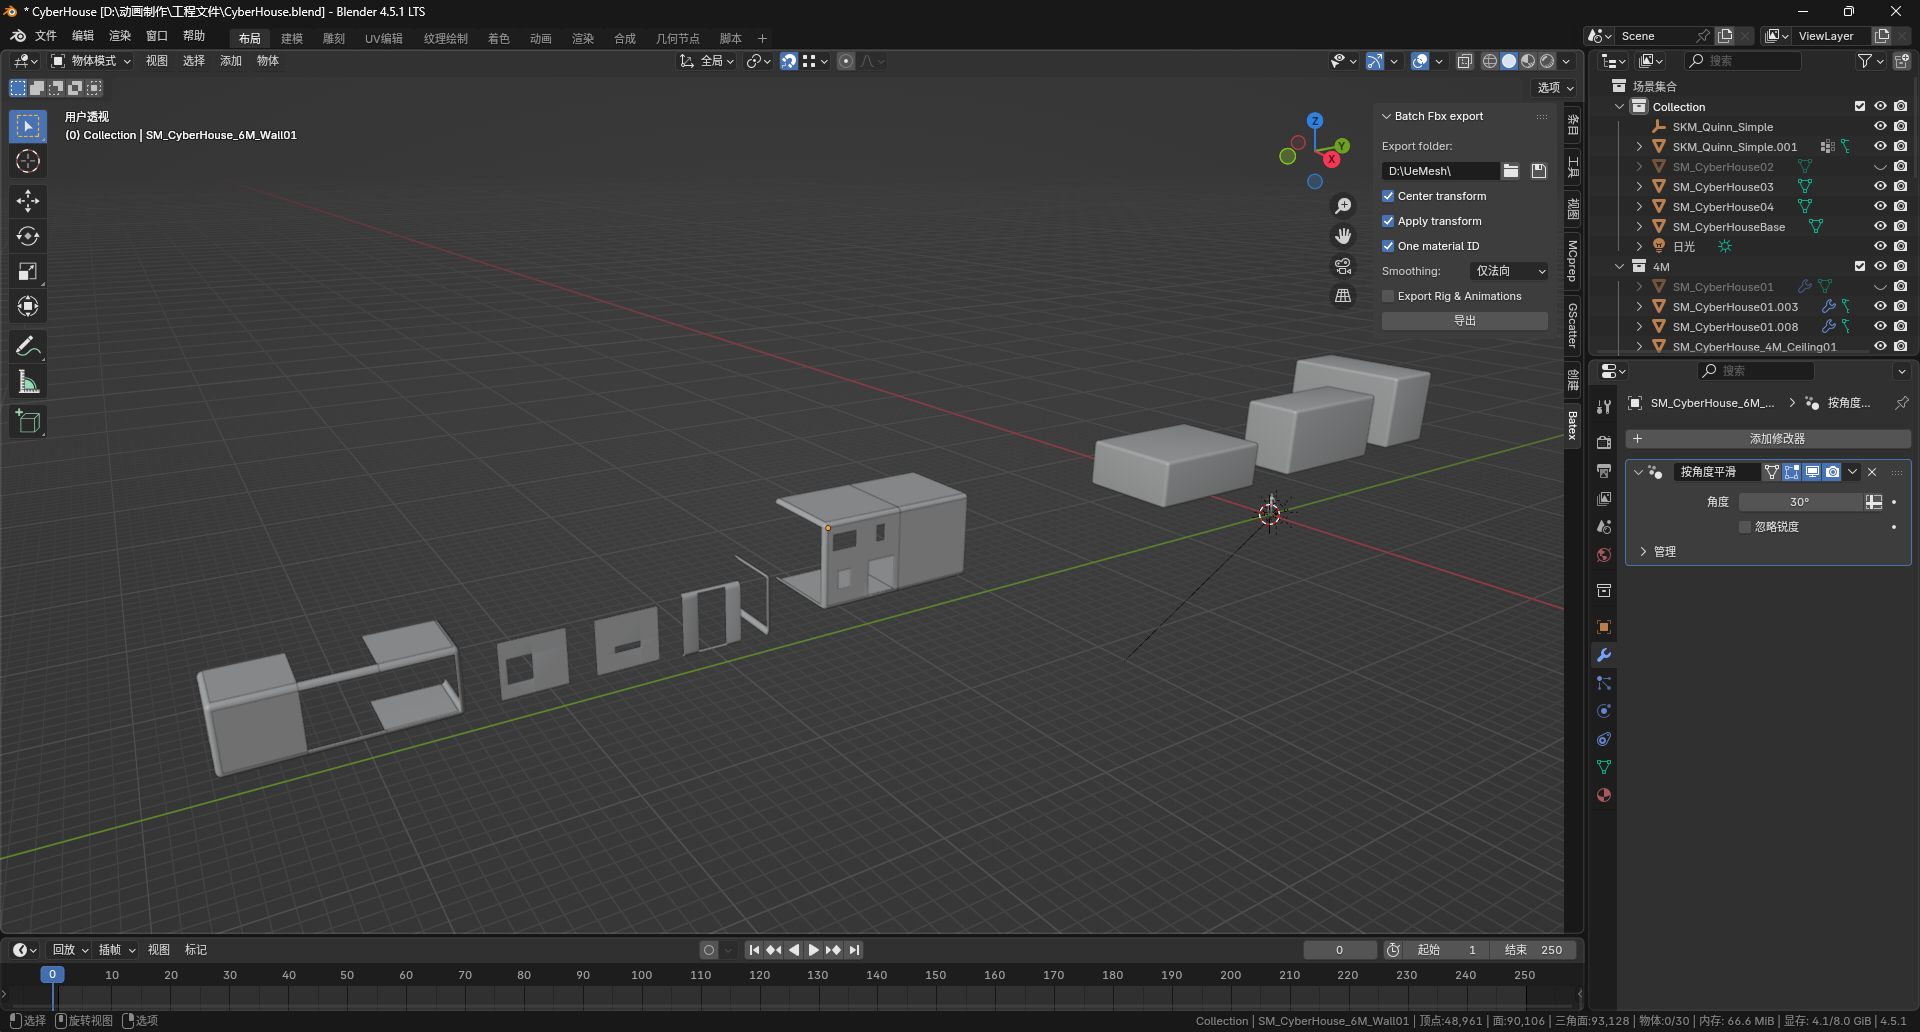 * CyberHouse [D:\动画制作\工程文件\CyberHouse.blend] - Blender 4.5.1 LTS
文件 编辑 渲染 窗口 帮助 布局 建模 雕刻 UV编辑 纹理绘制 着色 动画 渲染 合成 几何节点 脚本 Scene ViewLayer
物体模式 视图 选择 添加 物体 全局
选项
用户透视
(0) Collection | SM_CyberHouse_6M_Wall01
Z
Y
X
Batch Fbx export
Export folder:
D:\UeMesh\
Center transform
Apply transform
One material ID
Smoothing: 仅法向
Export Rig & Animations
导出
条目
工具
视图
MCprep
GScatter
创建
Batex
搜索
场景集合
Collection
SKM_Quinn_Simple
SKM_Quinn_Simple.001
SM_CyberHouse02
SM_CyberHouse03
SM_CyberHouse04
SM_CyberHouseBase
日光
4M
SM_CyberHouse01
SM_CyberHouse01.003
SM_CyberHouse01.008
SM_CyberHouse_4M_Ceiling01
搜索
SM_CyberHouse_6M_... 按角度...
添加修改器
按角度平滑
角度 30°
忽略锐度
管理
回放 插帧 视图 标记 0 起始 1 结束 250
0 10 20 30 40 50 60 70 80 90 100 110 120 130 140 150 160 170 180 190 200 210 220 230 240 250
选择 旋转视图 选项
Collection | SM_CyberHouse_6M_Wall01 | 顶点:48,961 | 面:90,106 | 三角面:93,128 | 物体:0/30 | 内存: 66.6 MiB | 显存: 4.1/8.0 GiB | 4.5.1